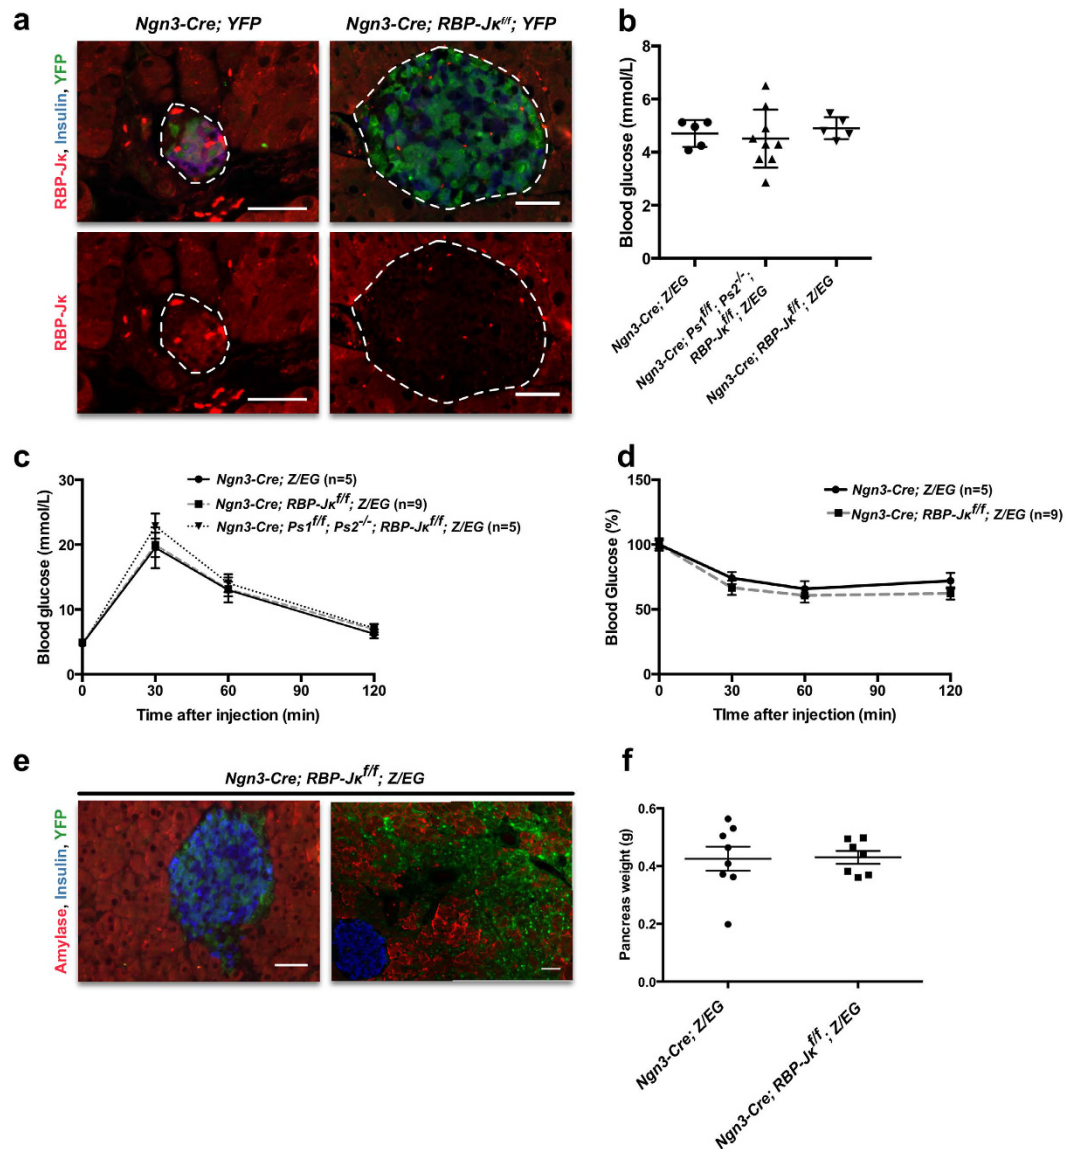 a
Ngn3-Cre; YFP
Ngn3-Cre; RBP-Jκf/f; YFP
RBP-Jκ, Insulin, YFP
RBP-Jκ
b
Blood glucose (mmol/L)
8
6
4
2
0
Ngn3-Cre; Z/EG
Ngn3-Cre; Ps1f/f; Ps2-/-;
RBP-Jκf/f; Z/EG
Ngn3-Cre; RBP-Jκf/f; Z/EG
c
Blood glucose (mmol/L)
30
20
10
0
Ngn3-Cre; Z/EG (n=5)
Ngn3-Cre; RBP-Jκf/f; Z/EG (n=9)
Ngn3-Cre; Ps1f/f; Ps2-/-; RBP-Jκf/f; Z/EG (n=5)
0 30 60 90 120
Time after injection (min)
d
Blood Glucose (%)
150
100
50
0
Ngn3-Cre; Z/EG (n=5)
Ngn3-Cre; RBP-Jκf/f; Z/EG (n=9)
0 30 60 90 120
TIme after injection (min)
e
Ngn3-Cre; RBP-Jκf/f; Z/EG
Amylase, Insulin, YFP
f
Pancreas weight (g)
0.6
0.4
0.2
0.0
Ngn3-Cre; Z/EG
Ngn3-Cre; RBP-Jκf/f; Z/EG